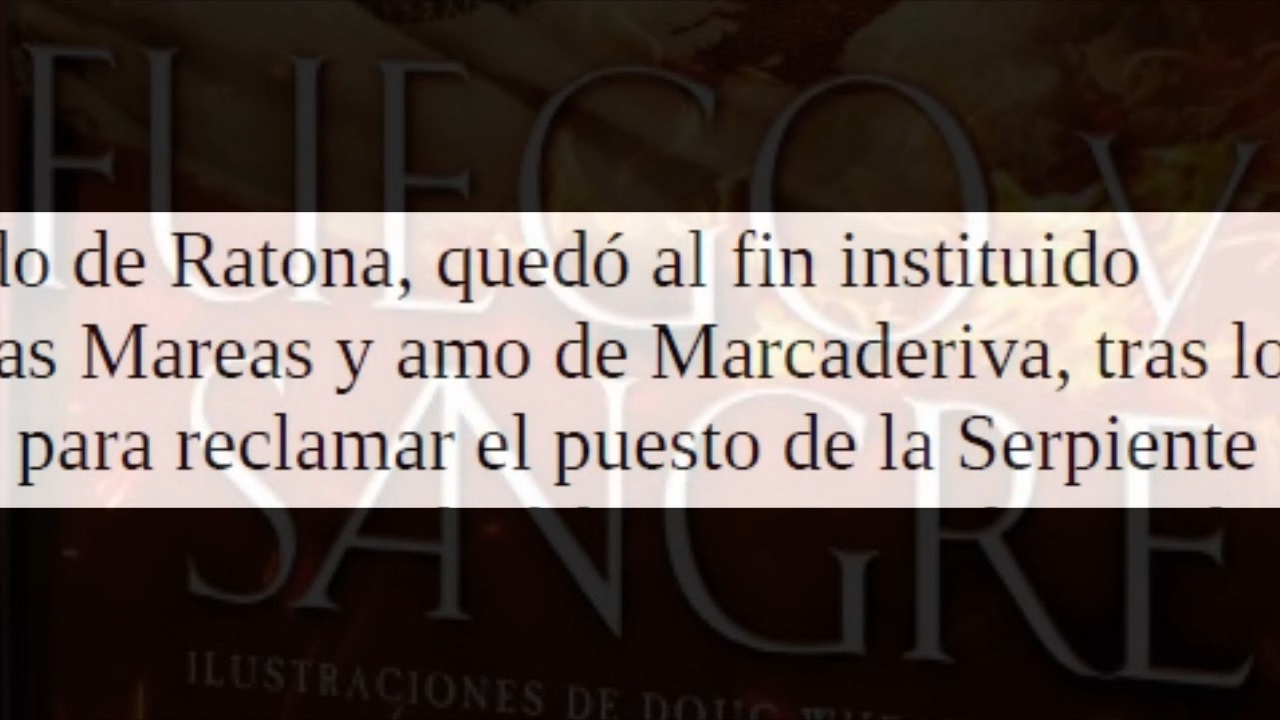 FUEGO Y
lo de Ratona, quedó al fin instituido
as Mareas y amo de Marcaderiva, tras lo
para reclamar el puesto de la Serpiente
SANGRE
ILUSTRACIONES DE DOUG